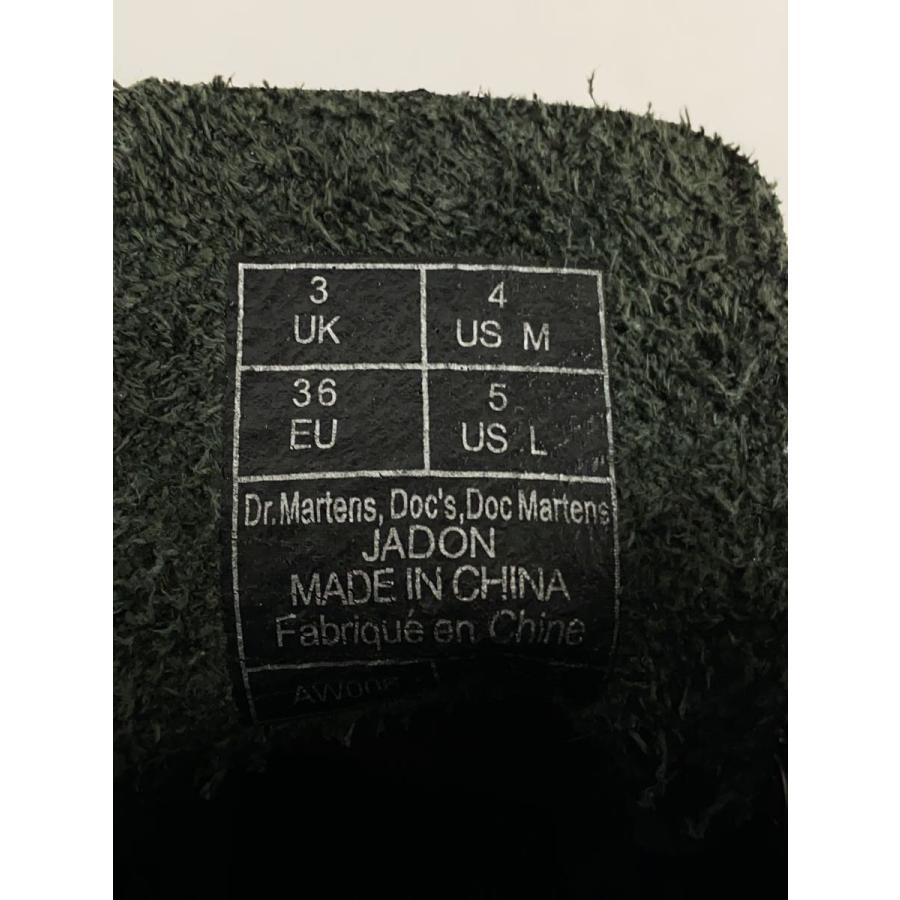 3
UK
4
US M
36
EU
5
US L
Dr.Martens, Doc's, Doc Martens
JADON
MADE IN CHINA
Fabriqué en Chine